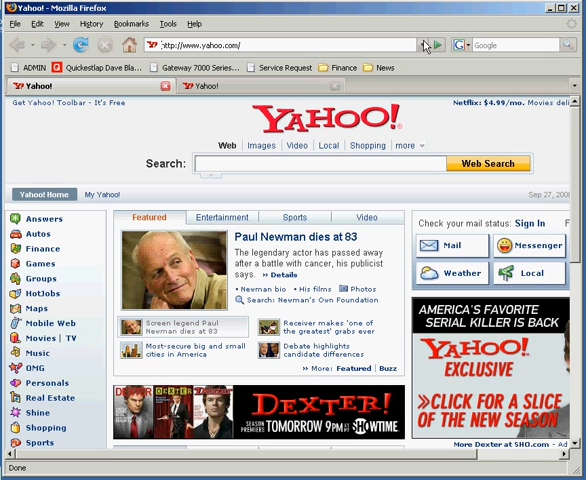 Yahoo! - Mozilla Firefox
File Edit View History Bookmarks Tools Help
http://www.yahoo.com/
Google
ADMIN Quickestlap Dave Bla... Gateway 7000 Series... Service Request Finance News
Yahoo! Yahoo!
Get Yahoo! Toolbar - It's Free
Netflix: $4.99/mo. Movies deli
YAHOO!
Web Images Video Local Shopping more
Search: Web Search
Yahoo! Home My Yahoo! Sep 27, 200
Answers
Autos
Finance
Games
Groups
HotJobs
Maps
Mobile Web
Movies | TV
Music
OMG
Personals
Real Estate
Shine
Shopping
Sports
Featured Entertainment Sports Video
Paul Newman dies at 83
The legendary actor has passed away
after a battle with cancer, his publicist
says. » Details
• Newman bio • His films Photos
Search: Newman's Own Foundation
Screen legend Paul
Newman dies at 83
Receiver makes 'one of
the greatest' grabs ever
Most-secure big and small
cities in America
Debate highlights
candidate differences
» More: Featured | Buzz
DEXTER DEXTER
DEXTER!
SEASON
PREMIERE TOMORROW 9PM ET/PT SHOWTIME
Check your mail status: Sign In
Mail Messenger
Weather Local
AMERICA'S FAVORITE
SERIAL KILLER IS BACK
YAHOO!
EXCLUSIVE
»CLICK FOR A SLICE
OF THE NEW SEASON
More Dexter at SHO.com - Ad
Done